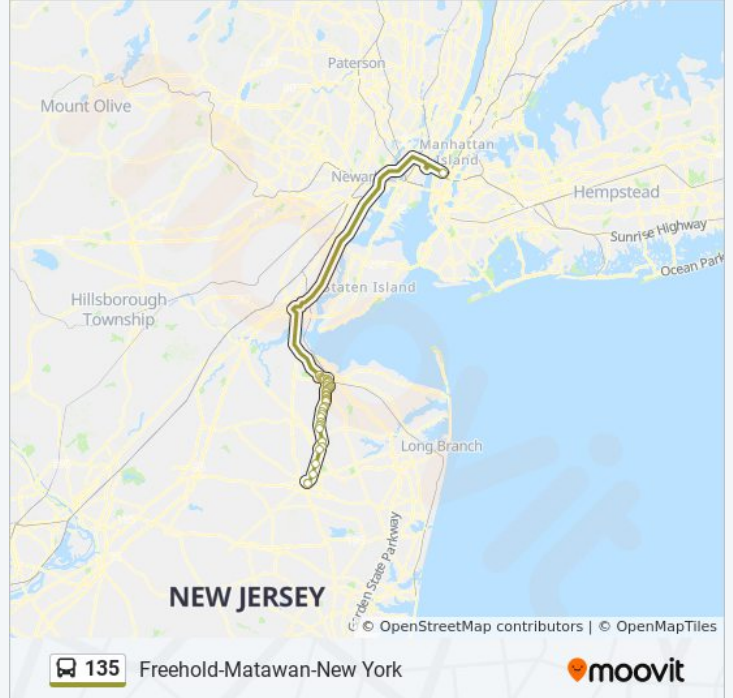 Paterson
Mount Olive
Manhattan
Island
Newar
Hempstead
Sunrise Highway
Ocean Park
Staten Island
Hillsborough
Township
Long Branch
Garden State Parkway
NEW JERSEY
© OpenStreetMap contributors | © OpenMapTiles
135 Freehold-Matawan-New York
moovit